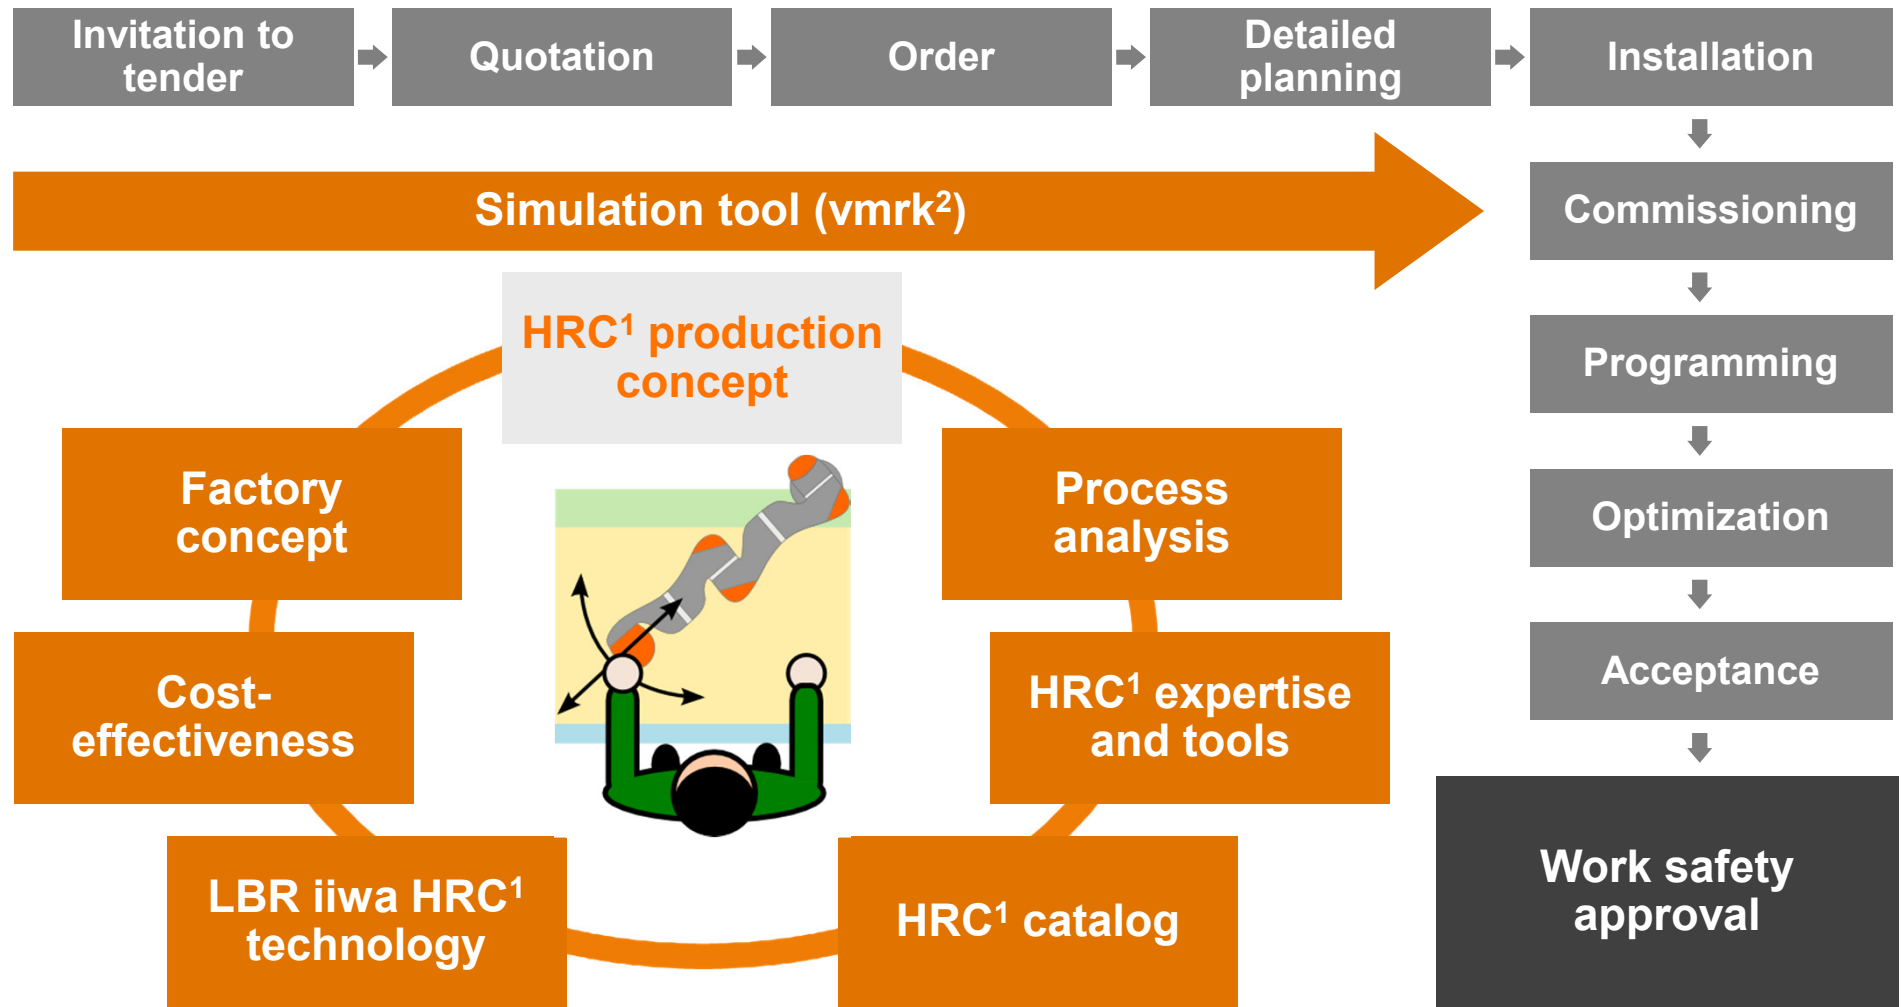 Invitation to
tender
Quotation
Order
Detailed
planning
Installation
Simulation tool (vmrk²)
Commissioning
HRC¹ production
concept
Programming
Factory
concept
Process
analysis
Optimization
Cost-
effectiveness
HRC¹ expertise
and tools
Acceptance
LBR iiwa HRC¹
technology
HRC¹ catalog
Work safety
approval